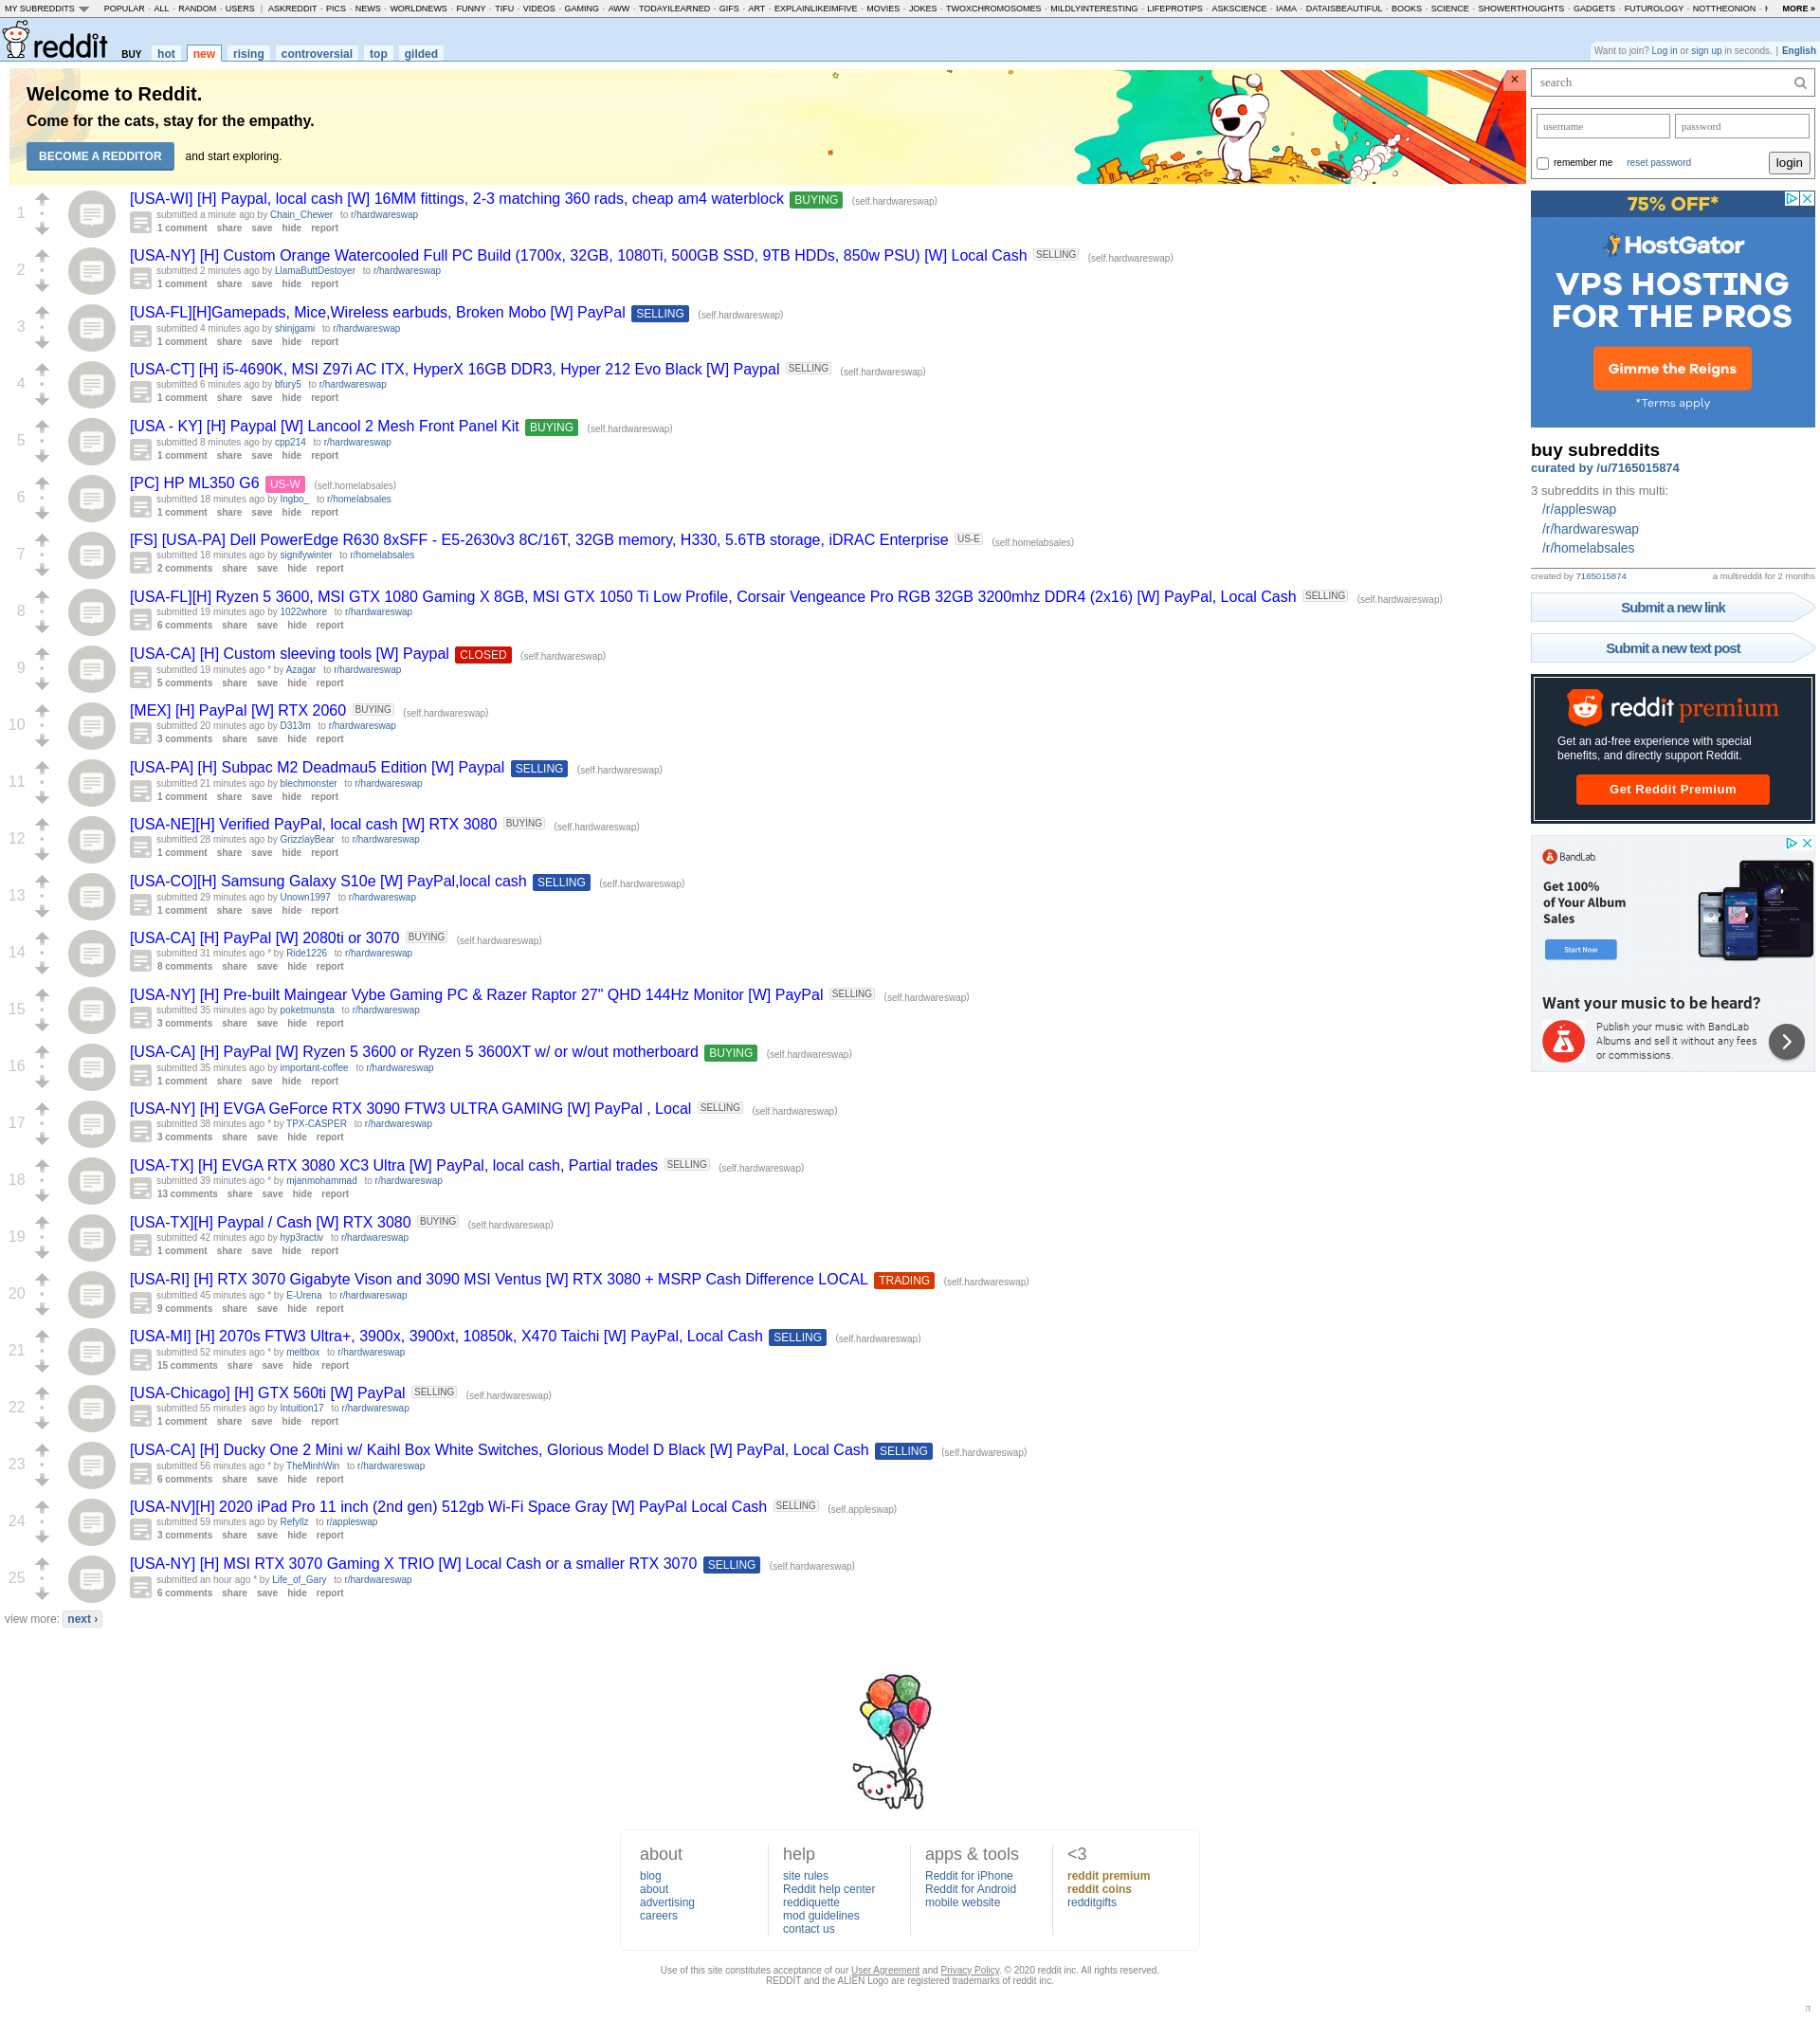 MY SUBREDDITS POPULAR - ALL - RANDOM - USERS | ASKREDDIT - PICS - NEWS - WORLDNEWS - FUNNY - TIFU - VIDEOS - GAMING - AWW - TODAYILEARNED - GIFS - ART - EXPLAINLIKEIMFIVE - MOVIES - JOKES - TWOXCHROMOSOMES - MILDLYINTERESTING - LIFEPROTIPS - ASKSCIENCE - IAMA - DATAISBEAUTIFUL - BOOKS - SCIENCE - SHOWERTHOUGHTS - GADGETS - FUTUROLOGY - NOTTHEONION - MORE »
reddit BUY hot new rising controversial top gilded
Want to join? Log in or sign up in seconds. | English
Welcome to Reddit.
Come for the cats, stay for the empathy.
BECOME A REDDITOR and start exploring.
×
1
[USA-WI] [H] Paypal, local cash [W] 16MM fittings, 2-3 matching 360 rads, cheap am4 waterblock BUYING (self.hardwareswap)
submitted a minute ago by Chain_Chewer to r/hardwareswap
1 comment share save hide report
2
[USA-NY] [H] Custom Orange Watercooled Full PC Build (1700x, 32GB, 1080Ti, 500GB SSD, 9TB HDDs, 850w PSU) [W] Local Cash SELLING (self.hardwareswap)
submitted 2 minutes ago by LlamaButtDestoyer to r/hardwareswap
1 comment share save hide report
3
[USA-FL][H]Gamepads, Mice,Wireless earbuds, Broken Mobo [W] PayPal SELLING (self.hardwareswap)
submitted 4 minutes ago by shinjgami to r/hardwareswap
1 comment share save hide report
4
[USA-CT] [H] i5-4690K, MSI Z97i AC ITX, HyperX 16GB DDR3, Hyper 212 Evo Black [W] Paypal SELLING (self.hardwareswap)
submitted 6 minutes ago by bfury5 to r/hardwareswap
1 comment share save hide report
5
[USA - KY] [H] Paypal [W] Lancool 2 Mesh Front Panel Kit BUYING (self.hardwareswap)
submitted 8 minutes ago by cpp214 to r/hardwareswap
1 comment share save hide report
6
[PC] HP ML350 G6 US-W (self.homelabsales)
submitted 18 minutes ago by Ingbo_ to r/homelabsales
1 comment share save hide report
7
[FS] [USA-PA] Dell PowerEdge R630 8xSFF - E5-2630v3 8C/16T, 32GB memory, H330, 5.6TB storage, iDRAC Enterprise US-E (self.homelabsales)
submitted 18 minutes ago by signifywinter to r/homelabsales
2 comments share save hide report
8
[USA-FL][H] Ryzen 5 3600, MSI GTX 1080 Gaming X 8GB, MSI GTX 1050 Ti Low Profile, Corsair Vengeance Pro RGB 32GB 3200mhz DDR4 (2x16) [W] PayPal, Local Cash SELLING (self.hardwareswap)
submitted 19 minutes ago by 1022whore to r/hardwareswap
6 comments share save hide report
9
[USA-CA] [H] Custom sleeving tools [W] Paypal CLOSED (self.hardwareswap)
submitted 19 minutes ago * by Azagar to r/hardwareswap
5 comments share save hide report
10
[MEX] [H] PayPal [W] RTX 2060 BUYING (self.hardwareswap)
submitted 20 minutes ago by D313m to r/hardwareswap
3 comments share save hide report
11
[USA-PA] [H] Subpac M2 Deadmau5 Edition [W] Paypal SELLING (self.hardwareswap)
submitted 21 minutes ago by blechmonster to r/hardwareswap
1 comment share save hide report
12
[USA-NE][H] Verified PayPal, local cash [W] RTX 3080 BUYING (self.hardwareswap)
submitted 28 minutes ago by GrizzlayBear to r/hardwareswap
1 comment share save hide report
13
[USA-CO][H] Samsung Galaxy S10e [W] PayPal,local cash SELLING (self.hardwareswap)
submitted 29 minutes ago by Unown1997 to r/hardwareswap
1 comment share save hide report
14
[USA-CA] [H] PayPal [W] 2080ti or 3070 BUYING (self.hardwareswap)
submitted 31 minutes ago * by Ride1226 to r/hardwareswap
8 comments share save hide report
15
[USA-NY] [H] Pre-built Maingear Vybe Gaming PC & Razer Raptor 27" QHD 144Hz Monitor [W] PayPal SELLING (self.hardwareswap)
submitted 35 minutes ago by poketmunsta to r/hardwareswap
3 comments share save hide report
16
[USA-CA] [H] PayPal [W] Ryzen 5 3600 or Ryzen 5 3600XT w/ or w/out motherboard BUYING (self.hardwareswap)
submitted 35 minutes ago by important-coffee to r/hardwareswap
1 comment share save hide report
17
[USA-NY] [H] EVGA GeForce RTX 3090 FTW3 ULTRA GAMING [W] PayPal , Local SELLING (self.hardwareswap)
submitted 38 minutes ago * by TPX-CASPER to r/hardwareswap
3 comments share save hide report
18
[USA-TX] [H] EVGA RTX 3080 XC3 Ultra [W] PayPal, local cash, Partial trades SELLING (self.hardwareswap)
submitted 39 minutes ago * by mjanmohammad to r/hardwareswap
13 comments share save hide report
19
[USA-TX][H] Paypal / Cash [W] RTX 3080 BUYING (self.hardwareswap)
submitted 42 minutes ago by hyp3ractiv to r/hardwareswap
1 comment share save hide report
20
[USA-RI] [H] RTX 3070 Gigabyte Vison and 3090 MSI Ventus [W] RTX 3080 + MSRP Cash Difference LOCAL TRADING (self.hardwareswap)
submitted 45 minutes ago * by E-Urena to r/hardwareswap
9 comments share save hide report
21
[USA-MI] [H] 2070s FTW3 Ultra+, 3900x, 3900xt, 10850k, X470 Taichi [W] PayPal, Local Cash SELLING (self.hardwareswap)
submitted 52 minutes ago * by meltbox to r/hardwareswap
15 comments share save hide report
22
[USA-Chicago] [H] GTX 560ti [W] PayPal SELLING (self.hardwareswap)
submitted 55 minutes ago by Intuition17 to r/hardwareswap
1 comment share save hide report
23
[USA-CA] [H] Ducky One 2 Mini w/ Kaihl Box White Switches, Glorious Model D Black [W] PayPal, Local Cash SELLING (self.hardwareswap)
submitted 56 minutes ago * by TheMinhWin to r/hardwareswap
6 comments share save hide report
24
[USA-NV][H] 2020 iPad Pro 11 inch (2nd gen) 512gb Wi-Fi Space Gray [W] PayPal Local Cash SELLING (self.appleswap)
submitted 59 minutes ago by Refyllz to r/appleswap
3 comments share save hide report
25
[USA-NY] [H] MSI RTX 3070 Gaming X TRIO [W] Local Cash or a smaller RTX 3070 SELLING (self.hardwareswap)
submitted an hour ago * by Life_of_Gary to r/hardwareswap
6 comments share save hide report
view more: next ›
search
username password
remember me reset password login
75% OFF*
HostGator
VPS HOSTING
FOR THE PROS
Gimme the Reigns
*Terms apply
buy subreddits
curated by /u/7165015874
3 subreddits in this multi:
/r/appleswap
/r/hardwareswap
/r/homelabsales
created by 7165015874 a multireddit for 2 months
Submit a new link
Submit a new text post
reddit premium
Get an ad-free experience with special
benefits, and directly support Reddit.
Get Reddit Premium
BandLab
Get 100%
of Your Album
Sales
Start Now
Want your music to be heard?
Publish your music with BandLab
Albums and sell it without any fees
or commissions.
about
blog
about
advertising
careers
help
site rules
Reddit help center
reddiquette
mod guidelines
contact us
apps & tools
Reddit for iPhone
Reddit for Android
mobile website
<3
reddit premium
reddit coins
redditgifts
Use of this site constitutes acceptance of our User Agreement and Privacy Policy. © 2020 reddit inc. All rights reserved.
REDDIT and the ALIEN Logo are registered trademarks of reddit inc.
π